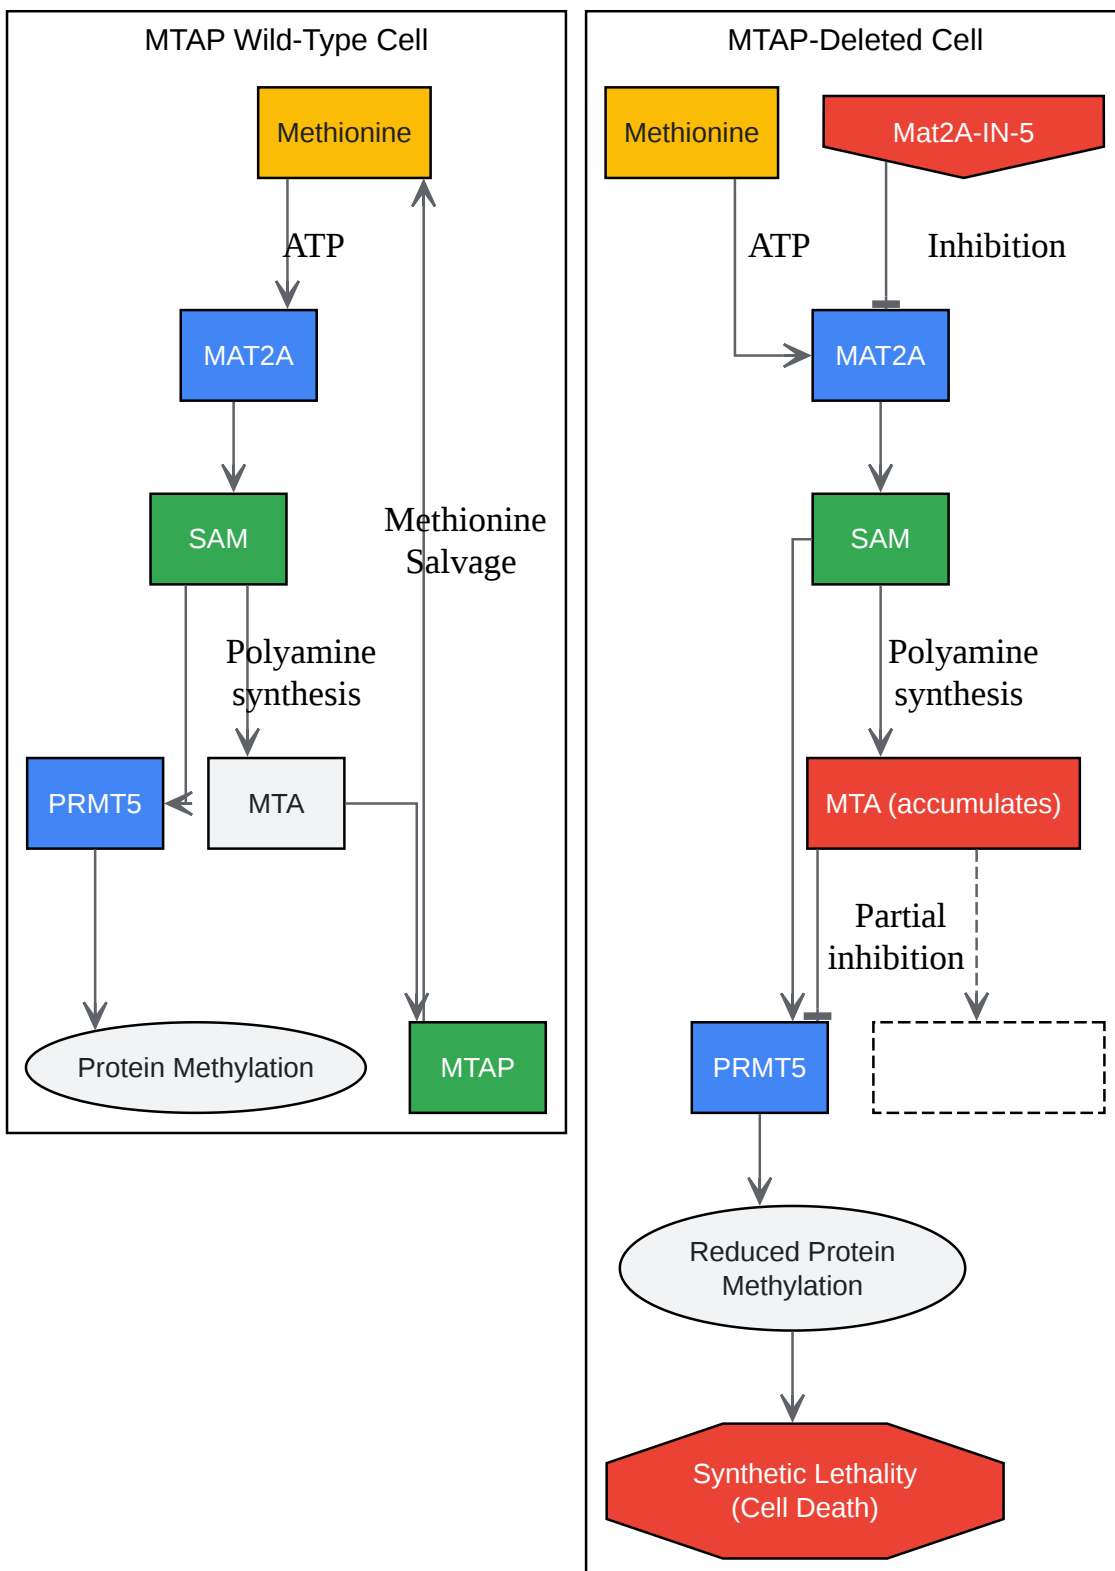 MTAP Wild-Type Cell
Methionine
ATP
MAT2A
SAM
Methionine
Salvage
Polyamine
synthesis
PRMT5
MTA
Protein Methylation
MTAP
MTAP-Deleted Cell
Methionine
Mat2A-IN-5
ATP
Inhibition
MAT2A
SAM
Polyamine
synthesis
MTA (accumulates)
Partial
inhibition
PRMT5
Reduced Protein
Methylation
Synthetic Lethality
(Cell Death)